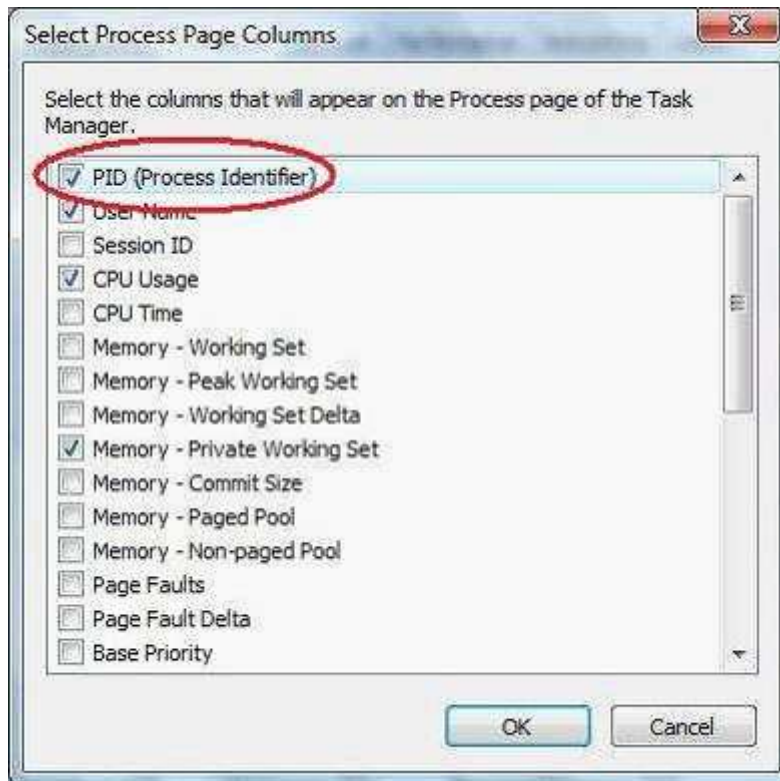 Select Process Page Columns
Select the columns that will appear on the Process page of the Task
Manager.
PID (Process Identifier)
User Name
Session ID
CPU Usage
CPU Time
Memory - Working Set
Memory - Peak Working Set
Memory - Working Set Delta
Memory - Private Working Set
Memory - Commit Size
Memory - Paged Pool
Memory - Non-paged Pool
Page Faults
Page Fault Delta
Base Priority
OK Cancel